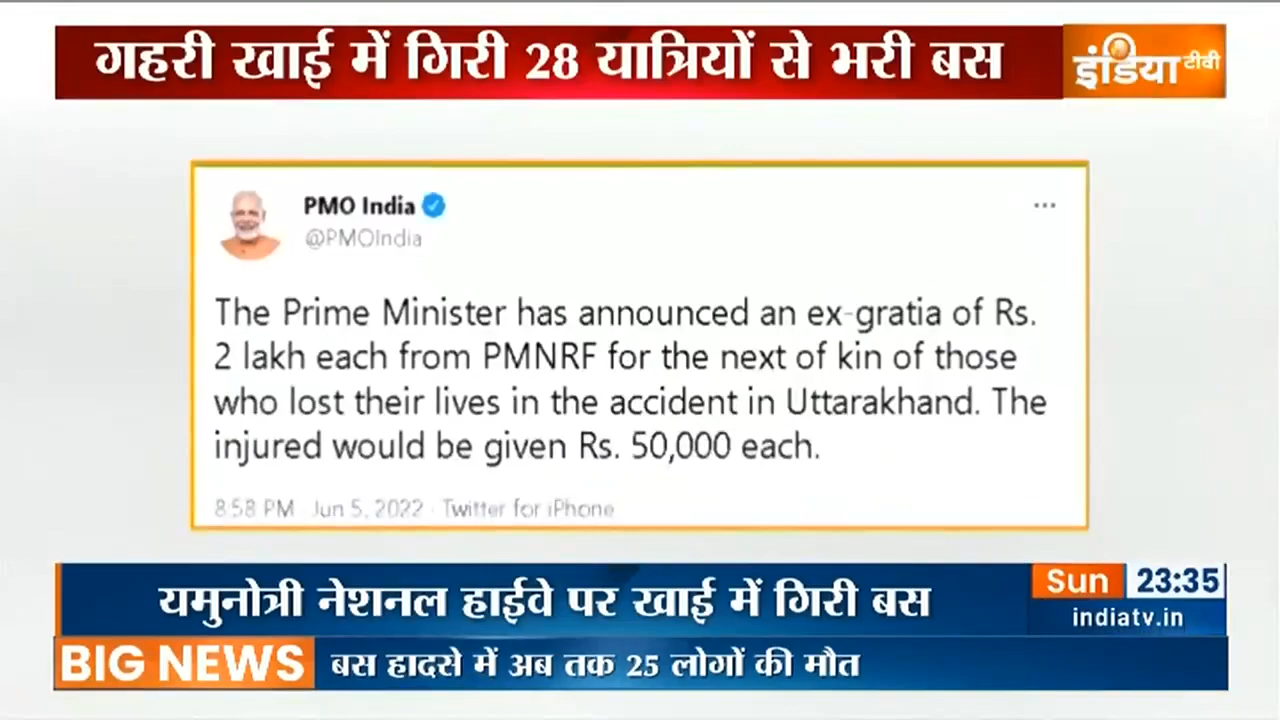 गहरी खाई में गिरी 28 यात्रियों से भरी बस
इंडिया टीवी
PMO India
@PMOIndia
The Prime Minister has announced an ex-gratia of Rs.
2 lakh each from PMNRF for the next of kin of those
who lost their lives in the accident in Uttarakhand. The
injured would be given Rs. 50,000 each.
8:58 PM · Jun 5, 2022 · Twitter for iPhone
यमुनोत्री नेशनल हाईवे पर खाई में गिरी बस
Sun 23:35
indiatv.in
BIG NEWS बस हादसे में अब तक 25 लोगों की मौत